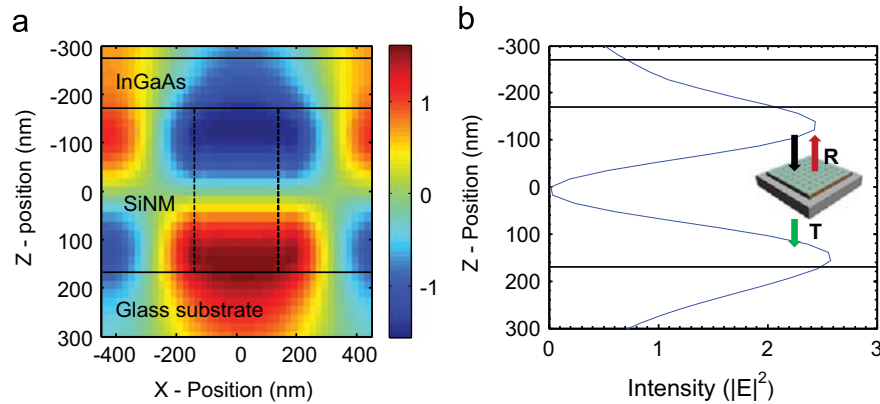 a
-300
-200
-100
0
100
200
300
Z - position (nm)
InGaAs
SiNM
Glass substrate
-400
-200
0
200
400
X - Position (nm)
1
0
-1
b
-300
-200
-100
0
100
200
300
Z - Position (nm)
R
T
0
1
2
3
Intensity (|E|²)